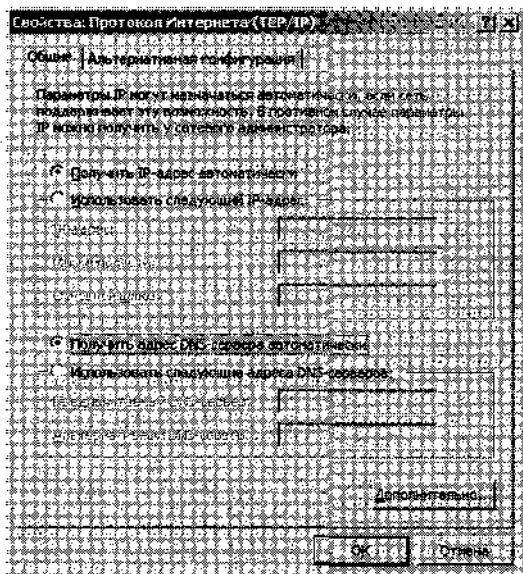 Свойства: Протокол Интернета (TCP/IP)
Общие
Альтернативная конфигурация
Параметры IP могут назначаться автоматически, если сеть
поддерживает эту возможность. В противном случае параметры
IP можно получить у сетевого администратора.
Получить IP-адрес автоматически
Использовать следующий IP-адрес:
IP-адрес:
Получить адрес DNS-сервера автоматически
Использовать следующие адреса DNS-серверов:
Дополнительно...
OK
Отмена